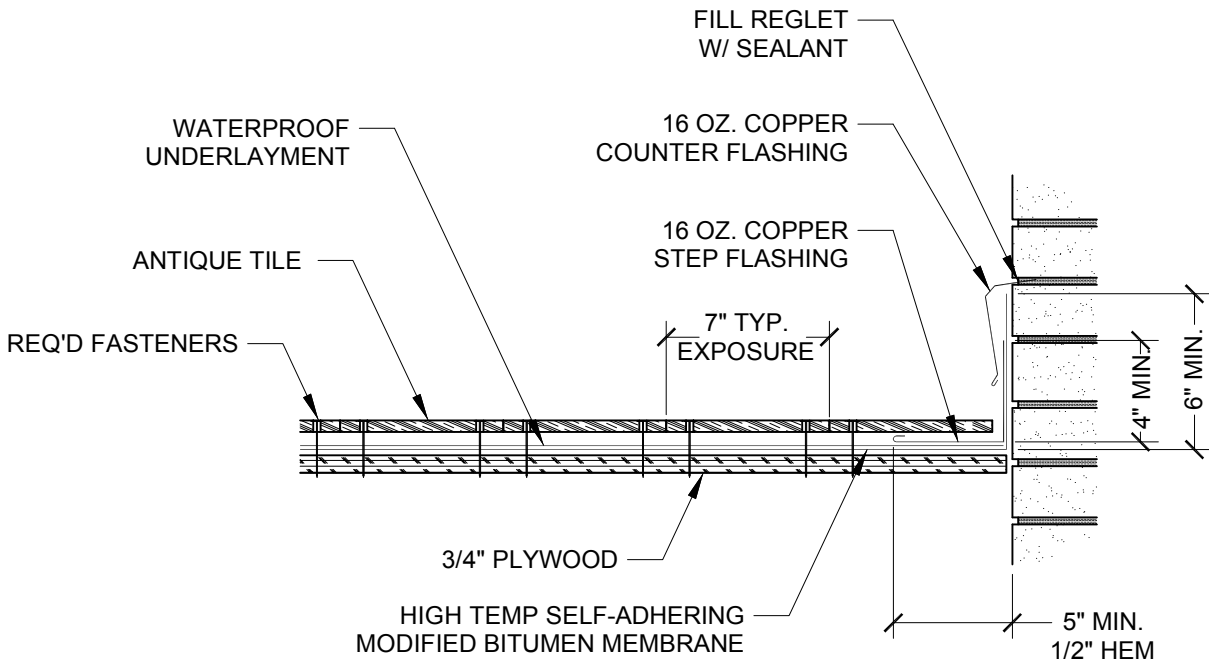 FILL REGLET
W/ SEALANT
16 OZ. COPPER
COUNTER FLASHING
WATERPROOF
UNDERLAYMENT
16 OZ. COPPER
STEP FLASHING
ANTIQUE TILE
REQ'D FASTENERS
7" TYP.
EXPOSURE
4" MIN.
6" MIN.
3/4" PLYWOOD
HIGH TEMP SELF-ADHERING
MODIFIED BITUMEN MEMBRANE
5" MIN.
1/2" HEM